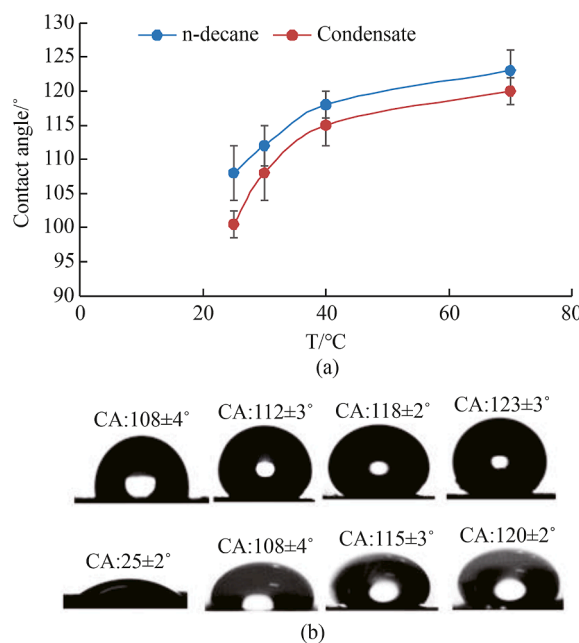 n-decane Condensate
130
125
120
115
110
105
100
95
90
Contact angle/°
0 20 40 60 80
T/°C
(a)
CA:108±4° CA:112±3° CA:118±2° CA:123±3°
CA:25±2° CA:108±4° CA:115±3° CA:120±2°
(b)